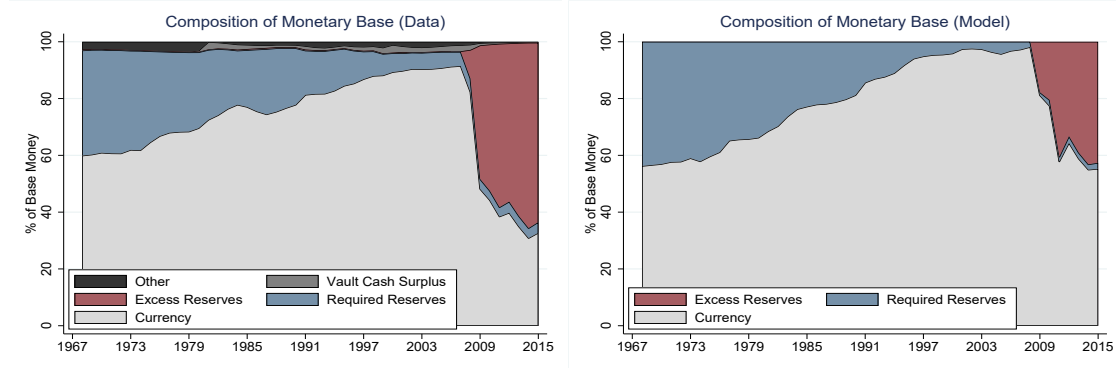 Composition of Monetary Base (Data)
% of Base Money
100
80
60
40
20
0
Other
Vault Cash Surplus
Excess Reserves
Required Reserves
Currency
1967 1973 1979 1985 1991 1997 2003 2009 2015
Composition of Monetary Base (Model)
% of Base Money
100
80
60
40
20
0
Excess Reserves
Required Reserves
Currency
1967 1973 1979 1985 1991 1997 2003 2009 2015